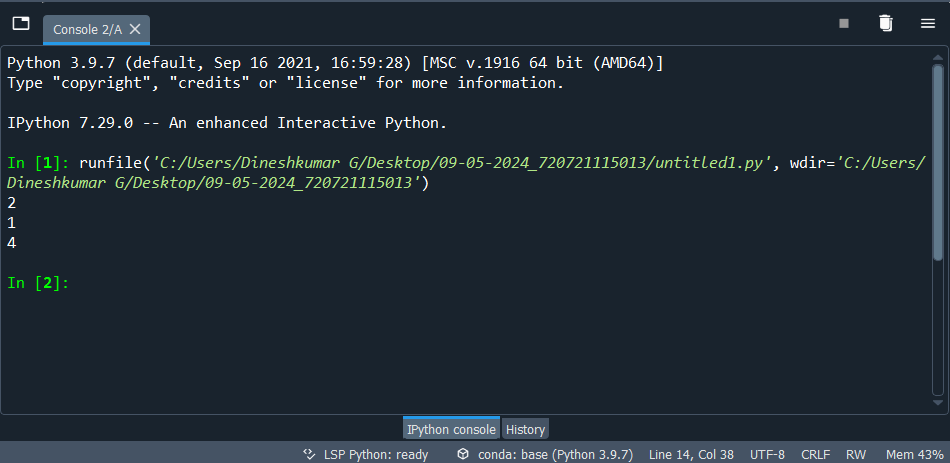 Console 2/A
Python 3.9.7 (default, Sep 16 2021, 16:59:28) [MSC v.1916 64 bit (AMD64)]
Type "copyright", "credits" or "license" for more information.
IPython 7.29.0 -- An enhanced Interactive Python.
In [1]: runfile('C:/Users/Dineshkumar G/Desktop/09-05-2024_720721115013/untitled1.py', wdir='C:/Users/
Dineshkumar G/Desktop/09-05-2024_720721115013')
2
1
4
In [2]:
IPython console History
LSP Python: ready conda: base (Python 3.9.7) Line 14, Col 38 UTF-8 CRLF RW Mem 43%